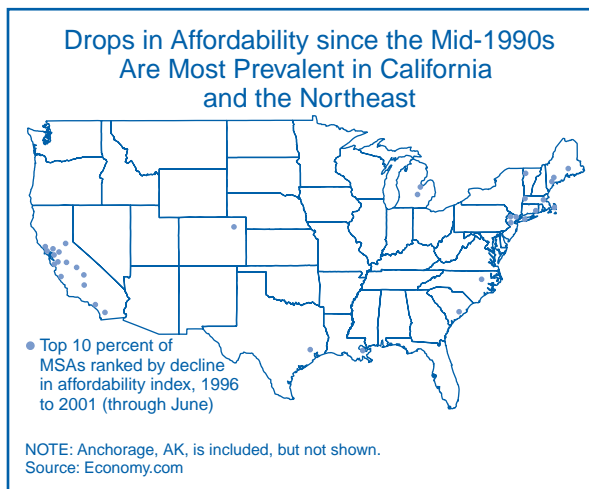 Drops in Affordability since the Mid-1990s
Are Most Prevalent in California
and the Northeast
Top 10 percent of
MSAs ranked by decline
in affordability index, 1996
to 2001 (through June)
NOTE: Anchorage, AK, is included, but not shown.
Source: Economy.com